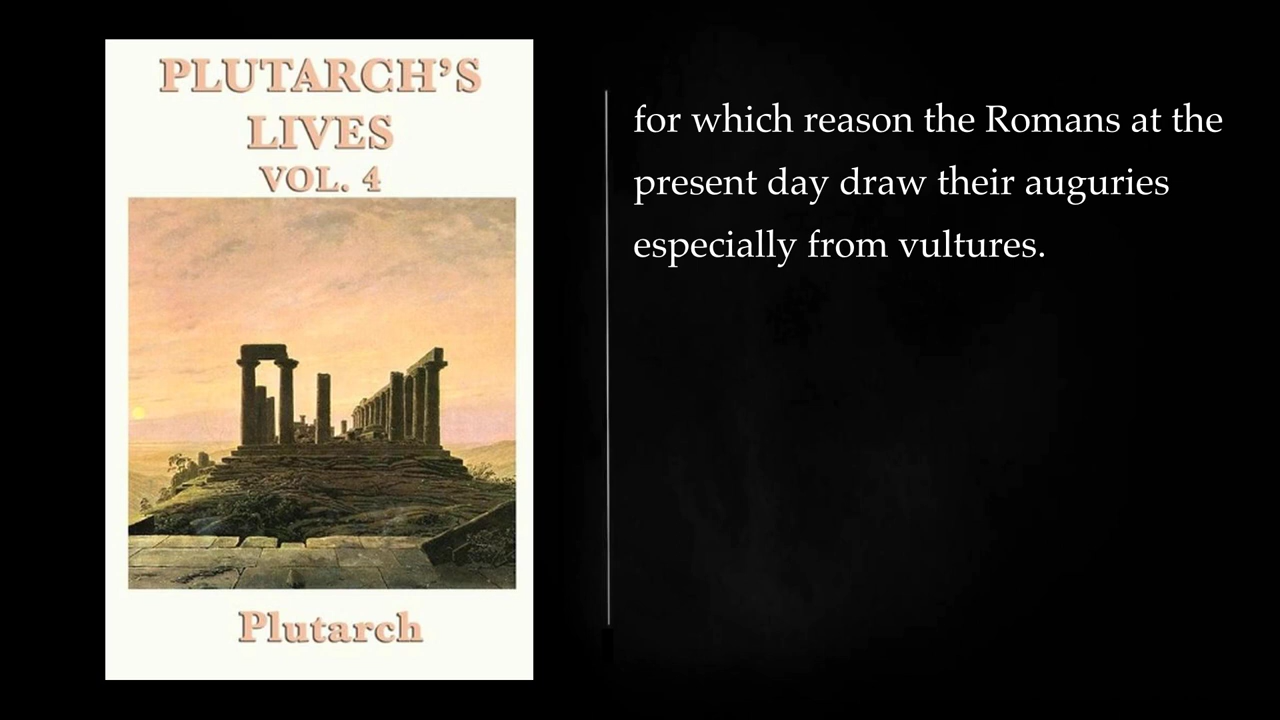 PLUTARCH'S
LIVES
VOL. 4
Plutarch
for which reason the Romans at the
present day draw their auguries
especially from vultures.